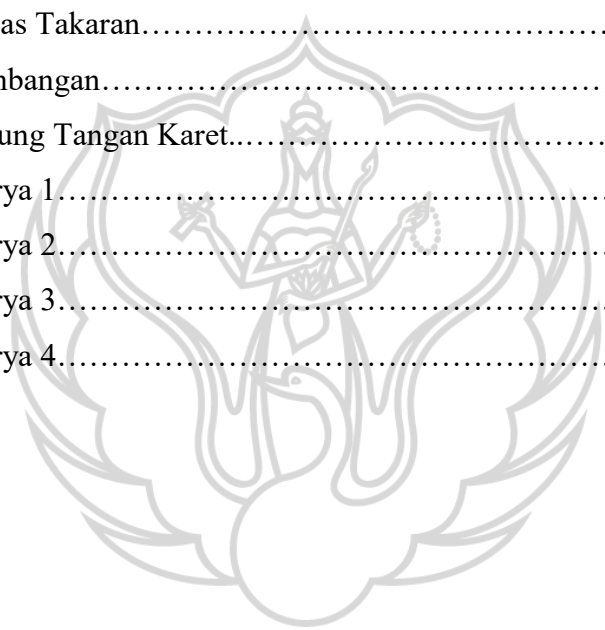 as Takaran……………………………………………
nbangan………………………………………………
ung Tangan Karet..…………………………………
rya 1……………………………………………………
rya 2……………………………………………………
rya 3……………………………………………………
rya 4……………………………………………………